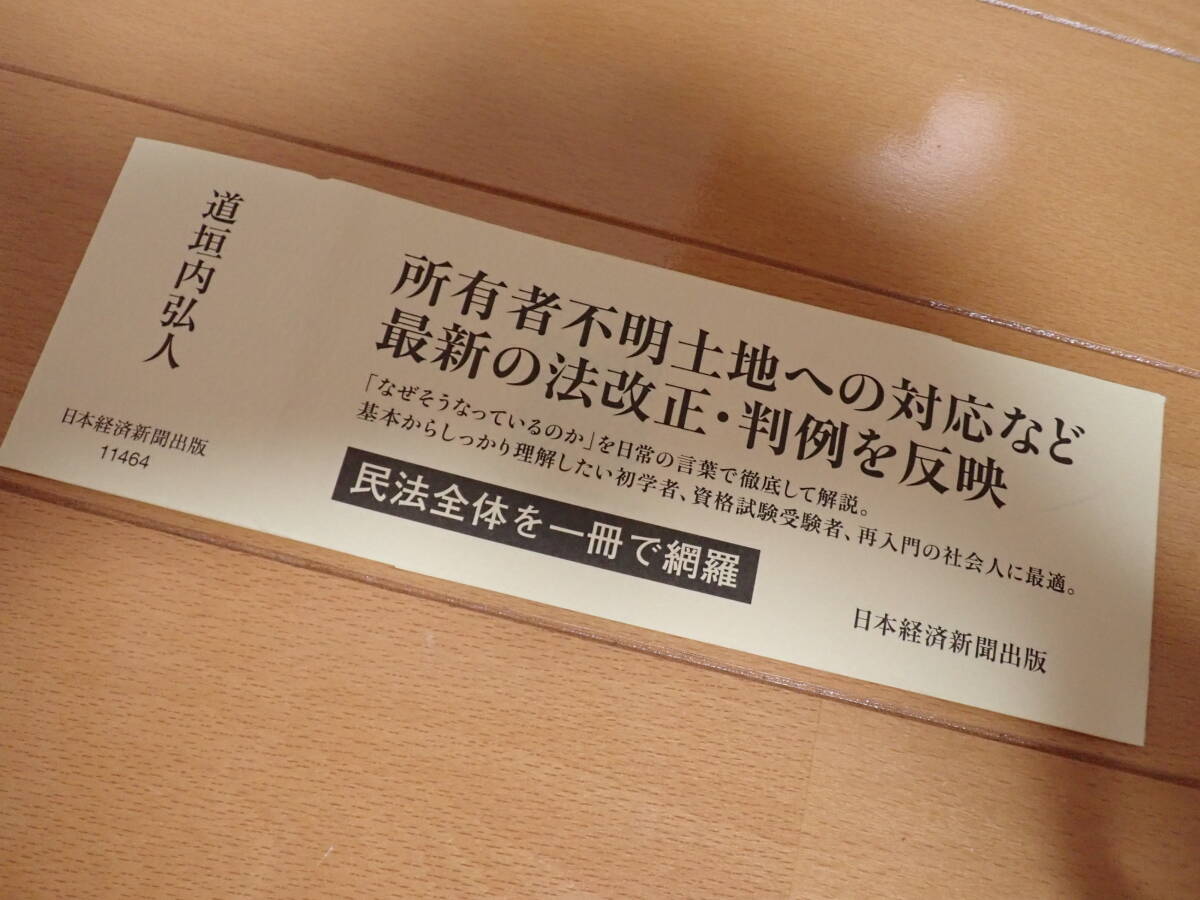 道垣内弘人
日本経済新聞出版
11464
所有者不明土地への対応など
最新の法改正・判例を反映
「なぜそうなっているのか」を日常の言葉で徹底して解説。
基本からしっかり理解したい初学者、資格試験受験者、再入門の社会人に最適。
民法全体を一冊で網羅
日本経済新聞出版